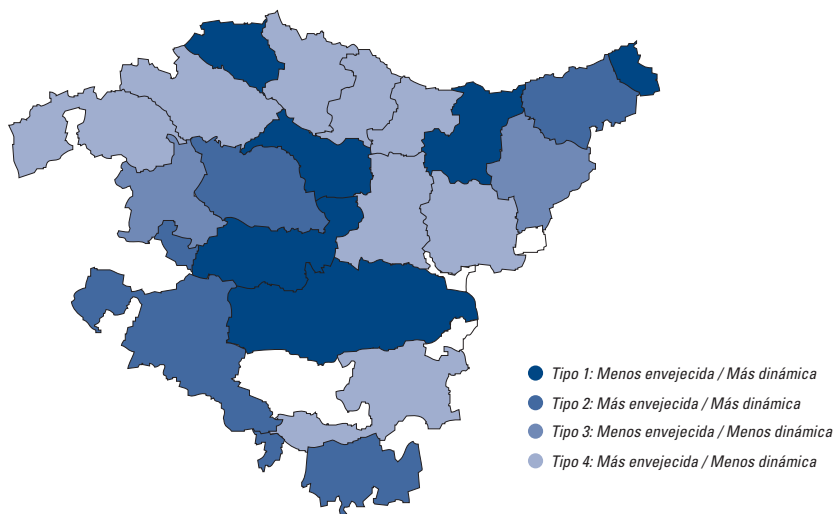 Tipo 1: Menos envejecida / Más dinámica
Tipo 2: Más envejecida / Más dinámica
Tipo 3: Menos envejecida / Menos dinámica
Tipo 4: Más envejecida / Menos dinámica